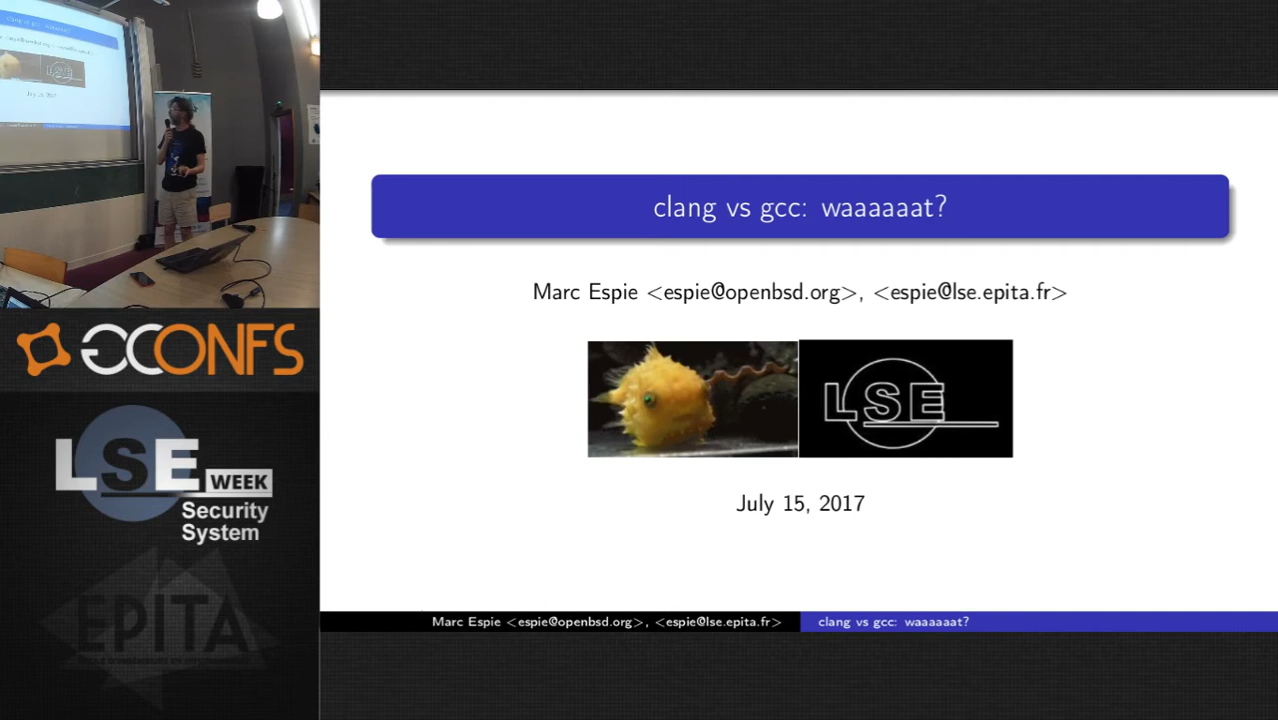 GCONFS
LSE
WEEK
Security
System
EPITA
clang vs gcc: waaaaaat?
Marc Espie <espie@openbsd.org>, <espie@lse.epita.fr>
LSE
July 15, 2017
Marc Espie <espie@openbsd.org>, <espie@lse.epita.fr>
clang vs gcc: waaaaaat?